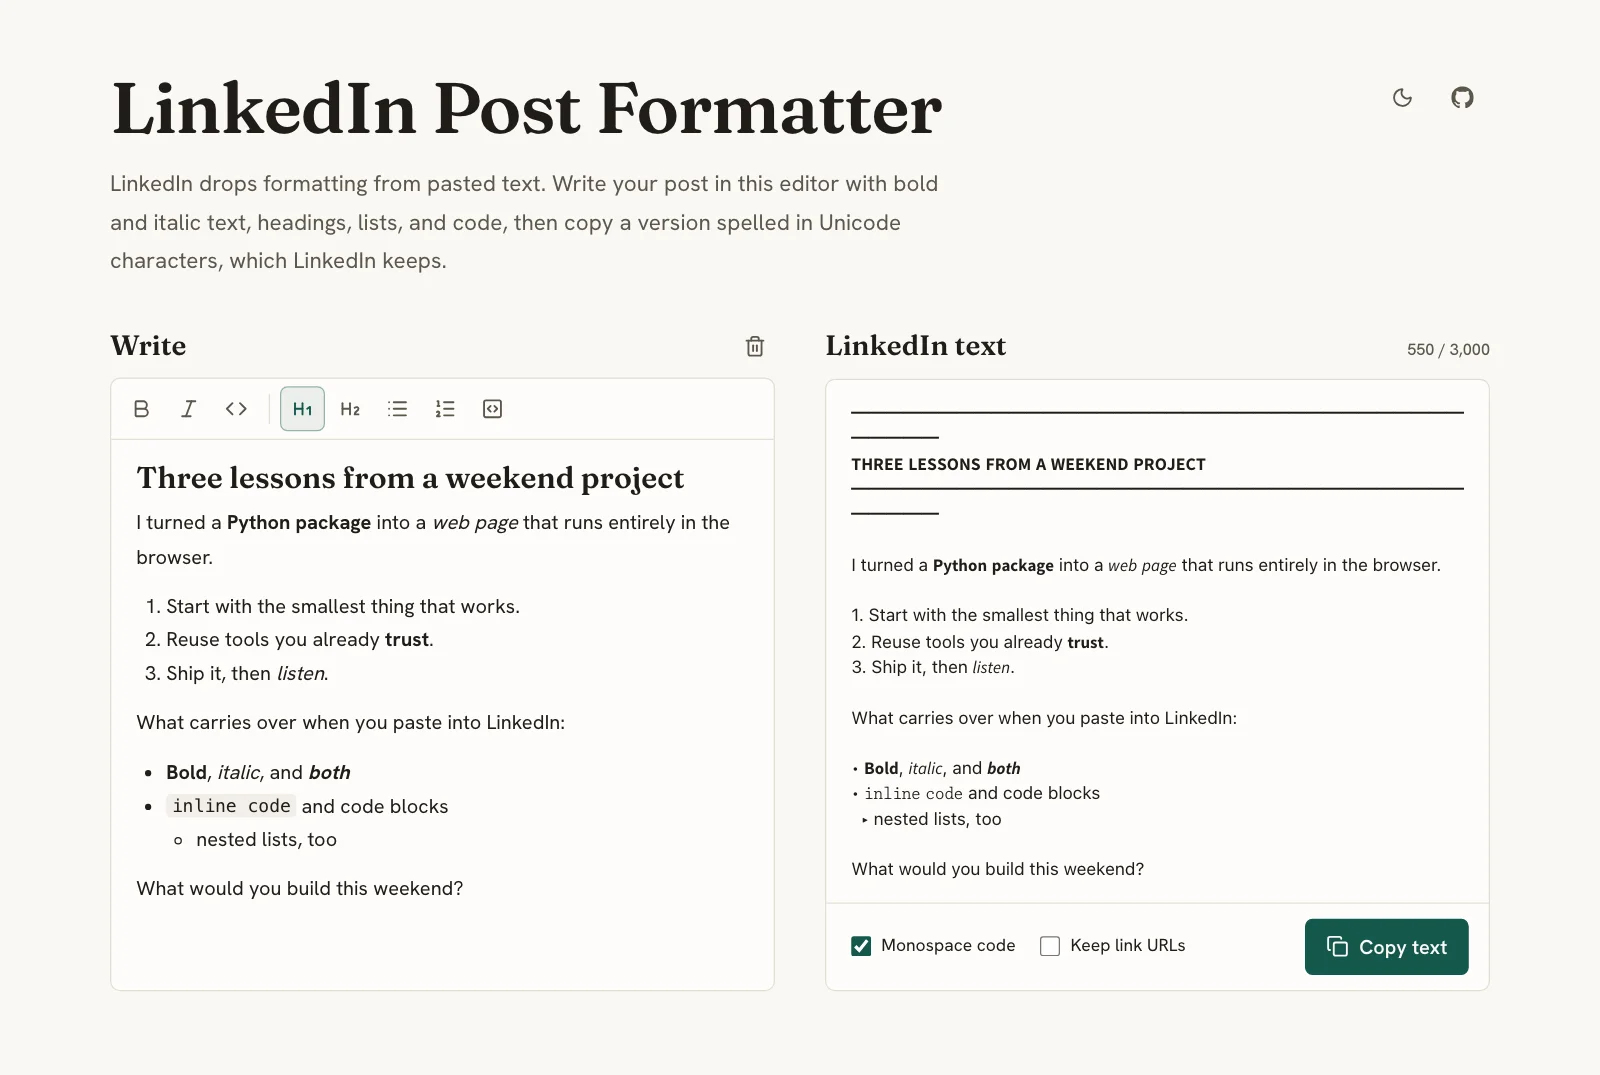 LinkedIn Post Formatter
LinkedIn drops formatting from pasted text. Write your post in this editor with bold
and italic text, headings, lists, and code, then copy a version spelled in Unicode
characters, which LinkedIn keeps.
Write
B I <> H1 H2
Three lessons from a weekend project
I turned a Python package into a web page that runs entirely in the
browser.
1. Start with the smallest thing that works.
2. Reuse tools you already trust.
3. Ship it, then listen.
What carries over when you paste into LinkedIn:
• Bold, italic, and both
• inline code and code blocks
◦ nested lists, too
What would you build this weekend?
LinkedIn text
550 / 3,000
THREE LESSONS FROM A WEEKEND PROJECT
I turned a Python package into a web page that runs entirely in the browser.
1. Start with the smallest thing that works.
2. Reuse tools you already trust.
3. Ship it, then listen.
What carries over when you paste into LinkedIn:
• Bold, italic, and both
• inline code and code blocks
‣ nested lists, too
What would you build this weekend?
Monospace code
Keep link URLs
Copy text